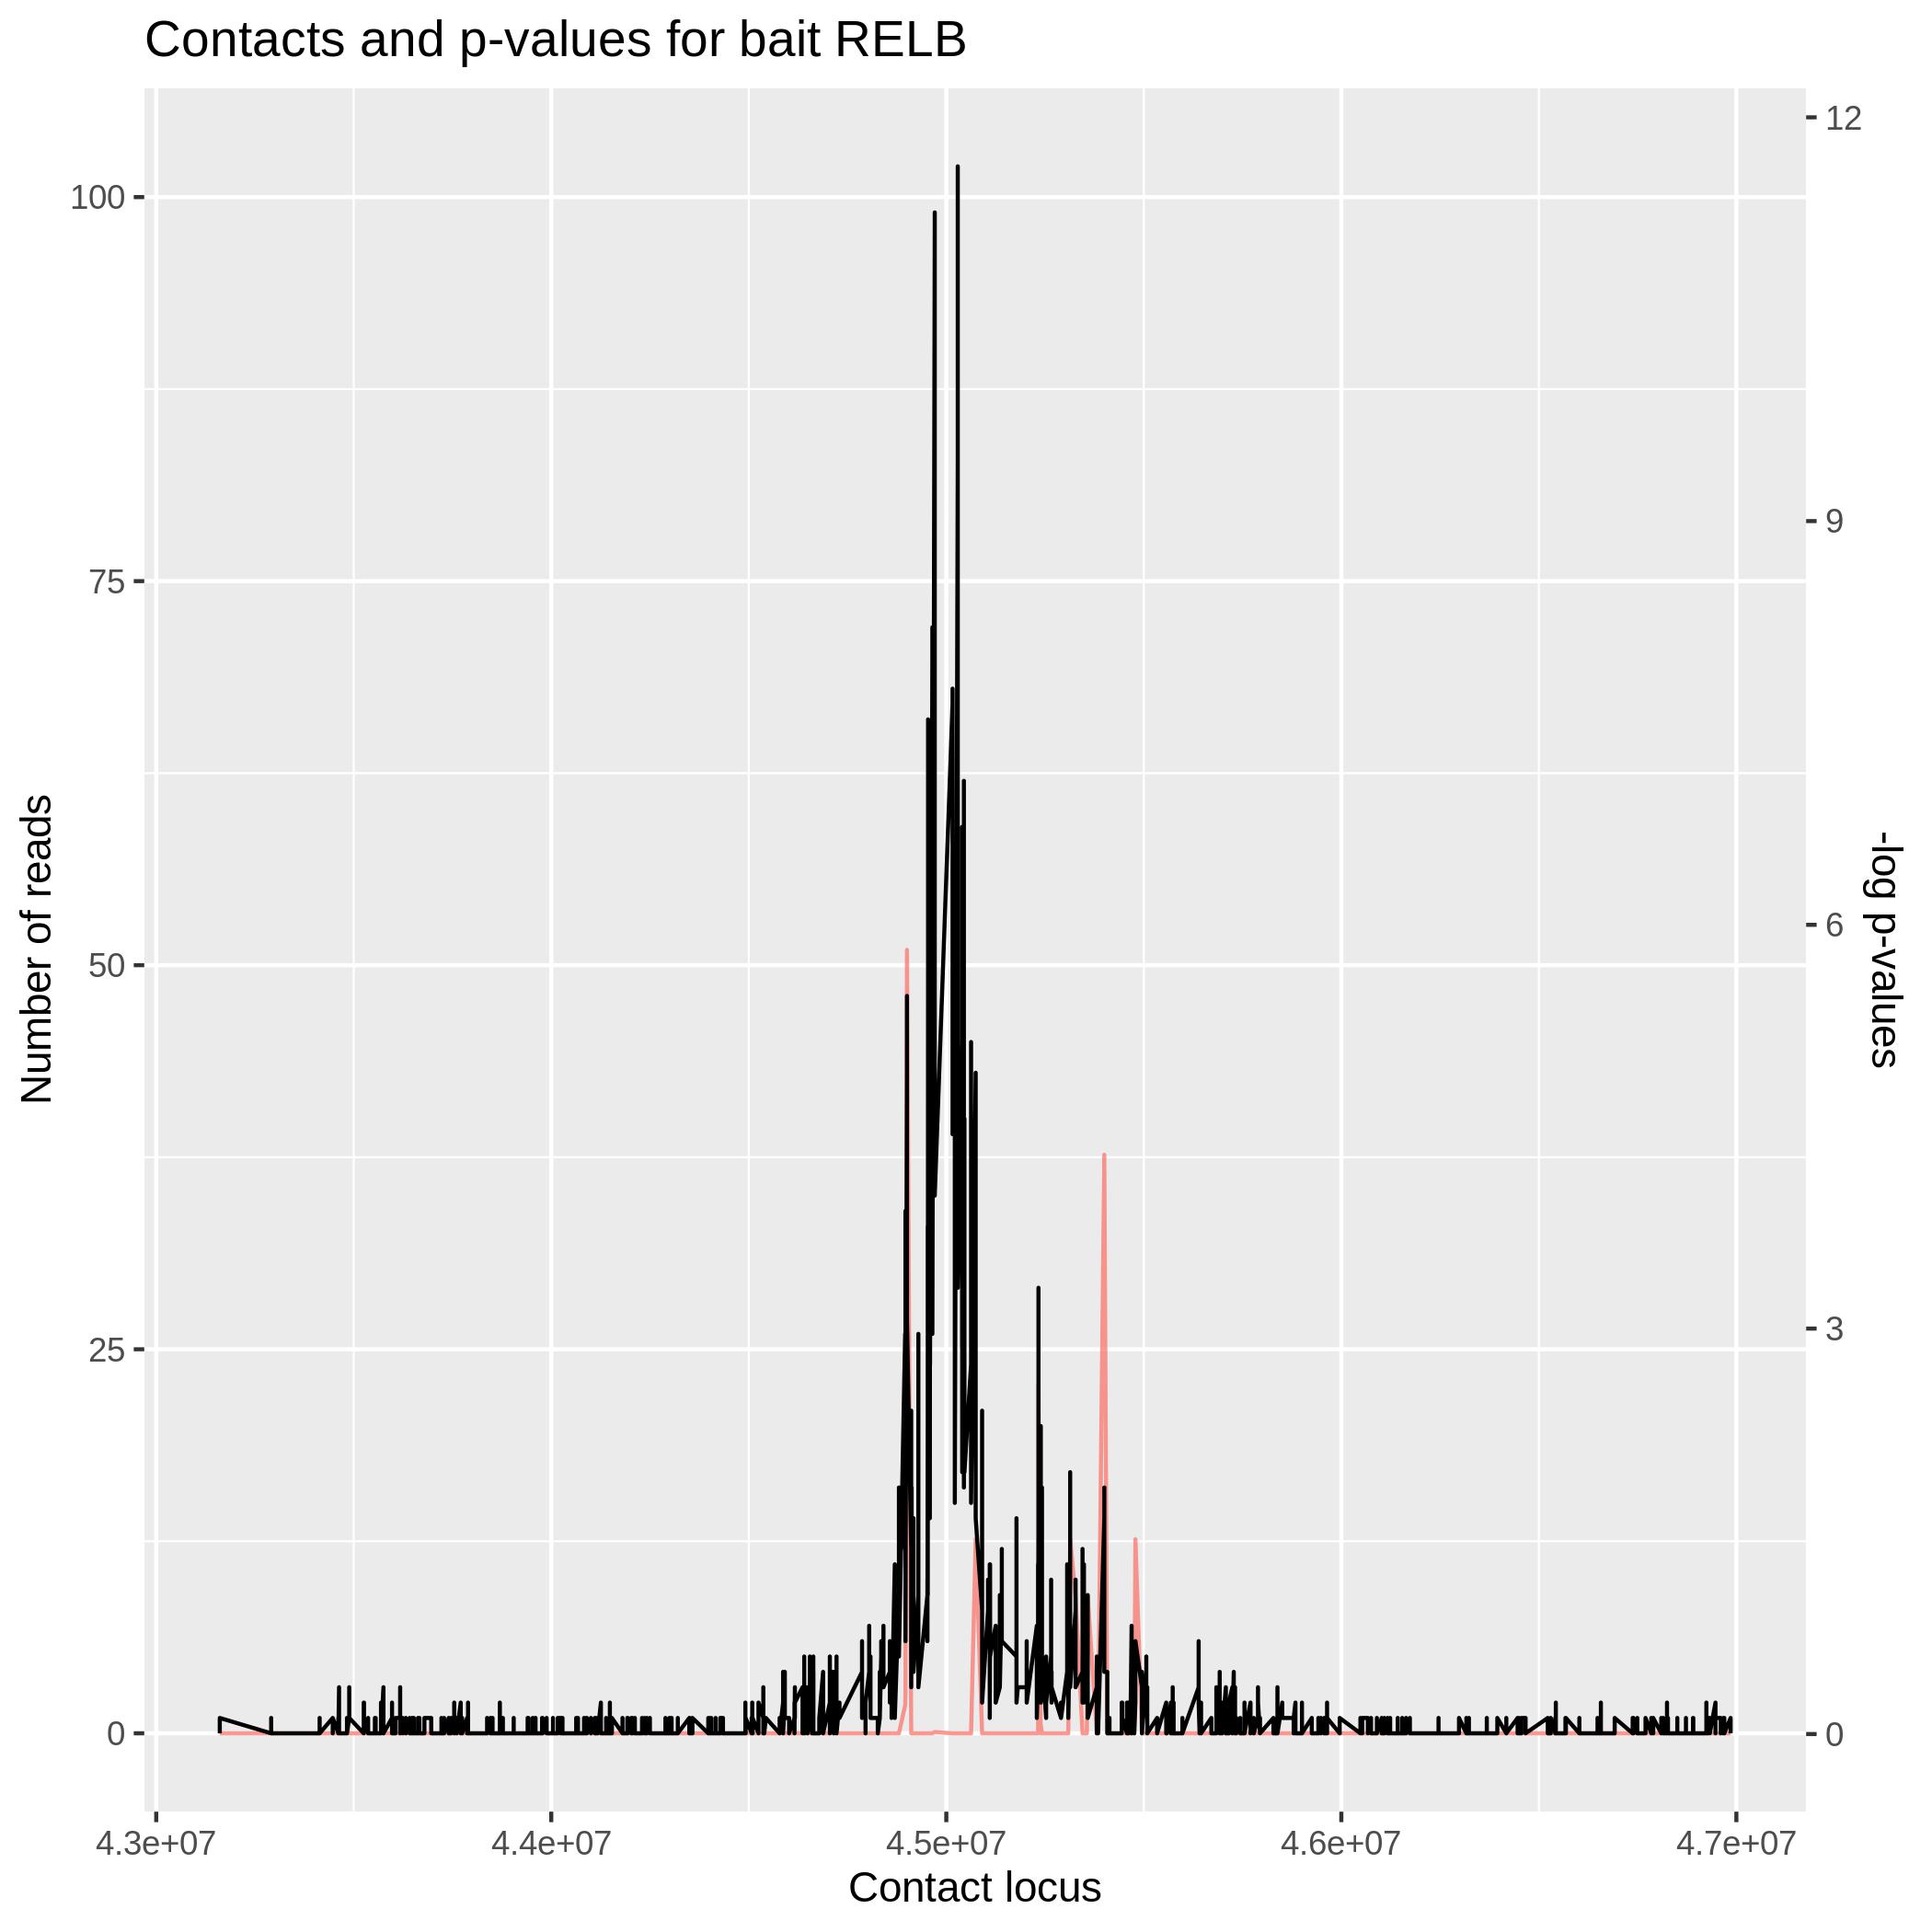 Contacts and p-values for bait RELB
12
100
9
75
6
50
3
25
0
0
Number of reads
-log p-values
4.3e+07
4.4e+07
4.5e+07
4.6e+07
4.7e+07
Contact locus